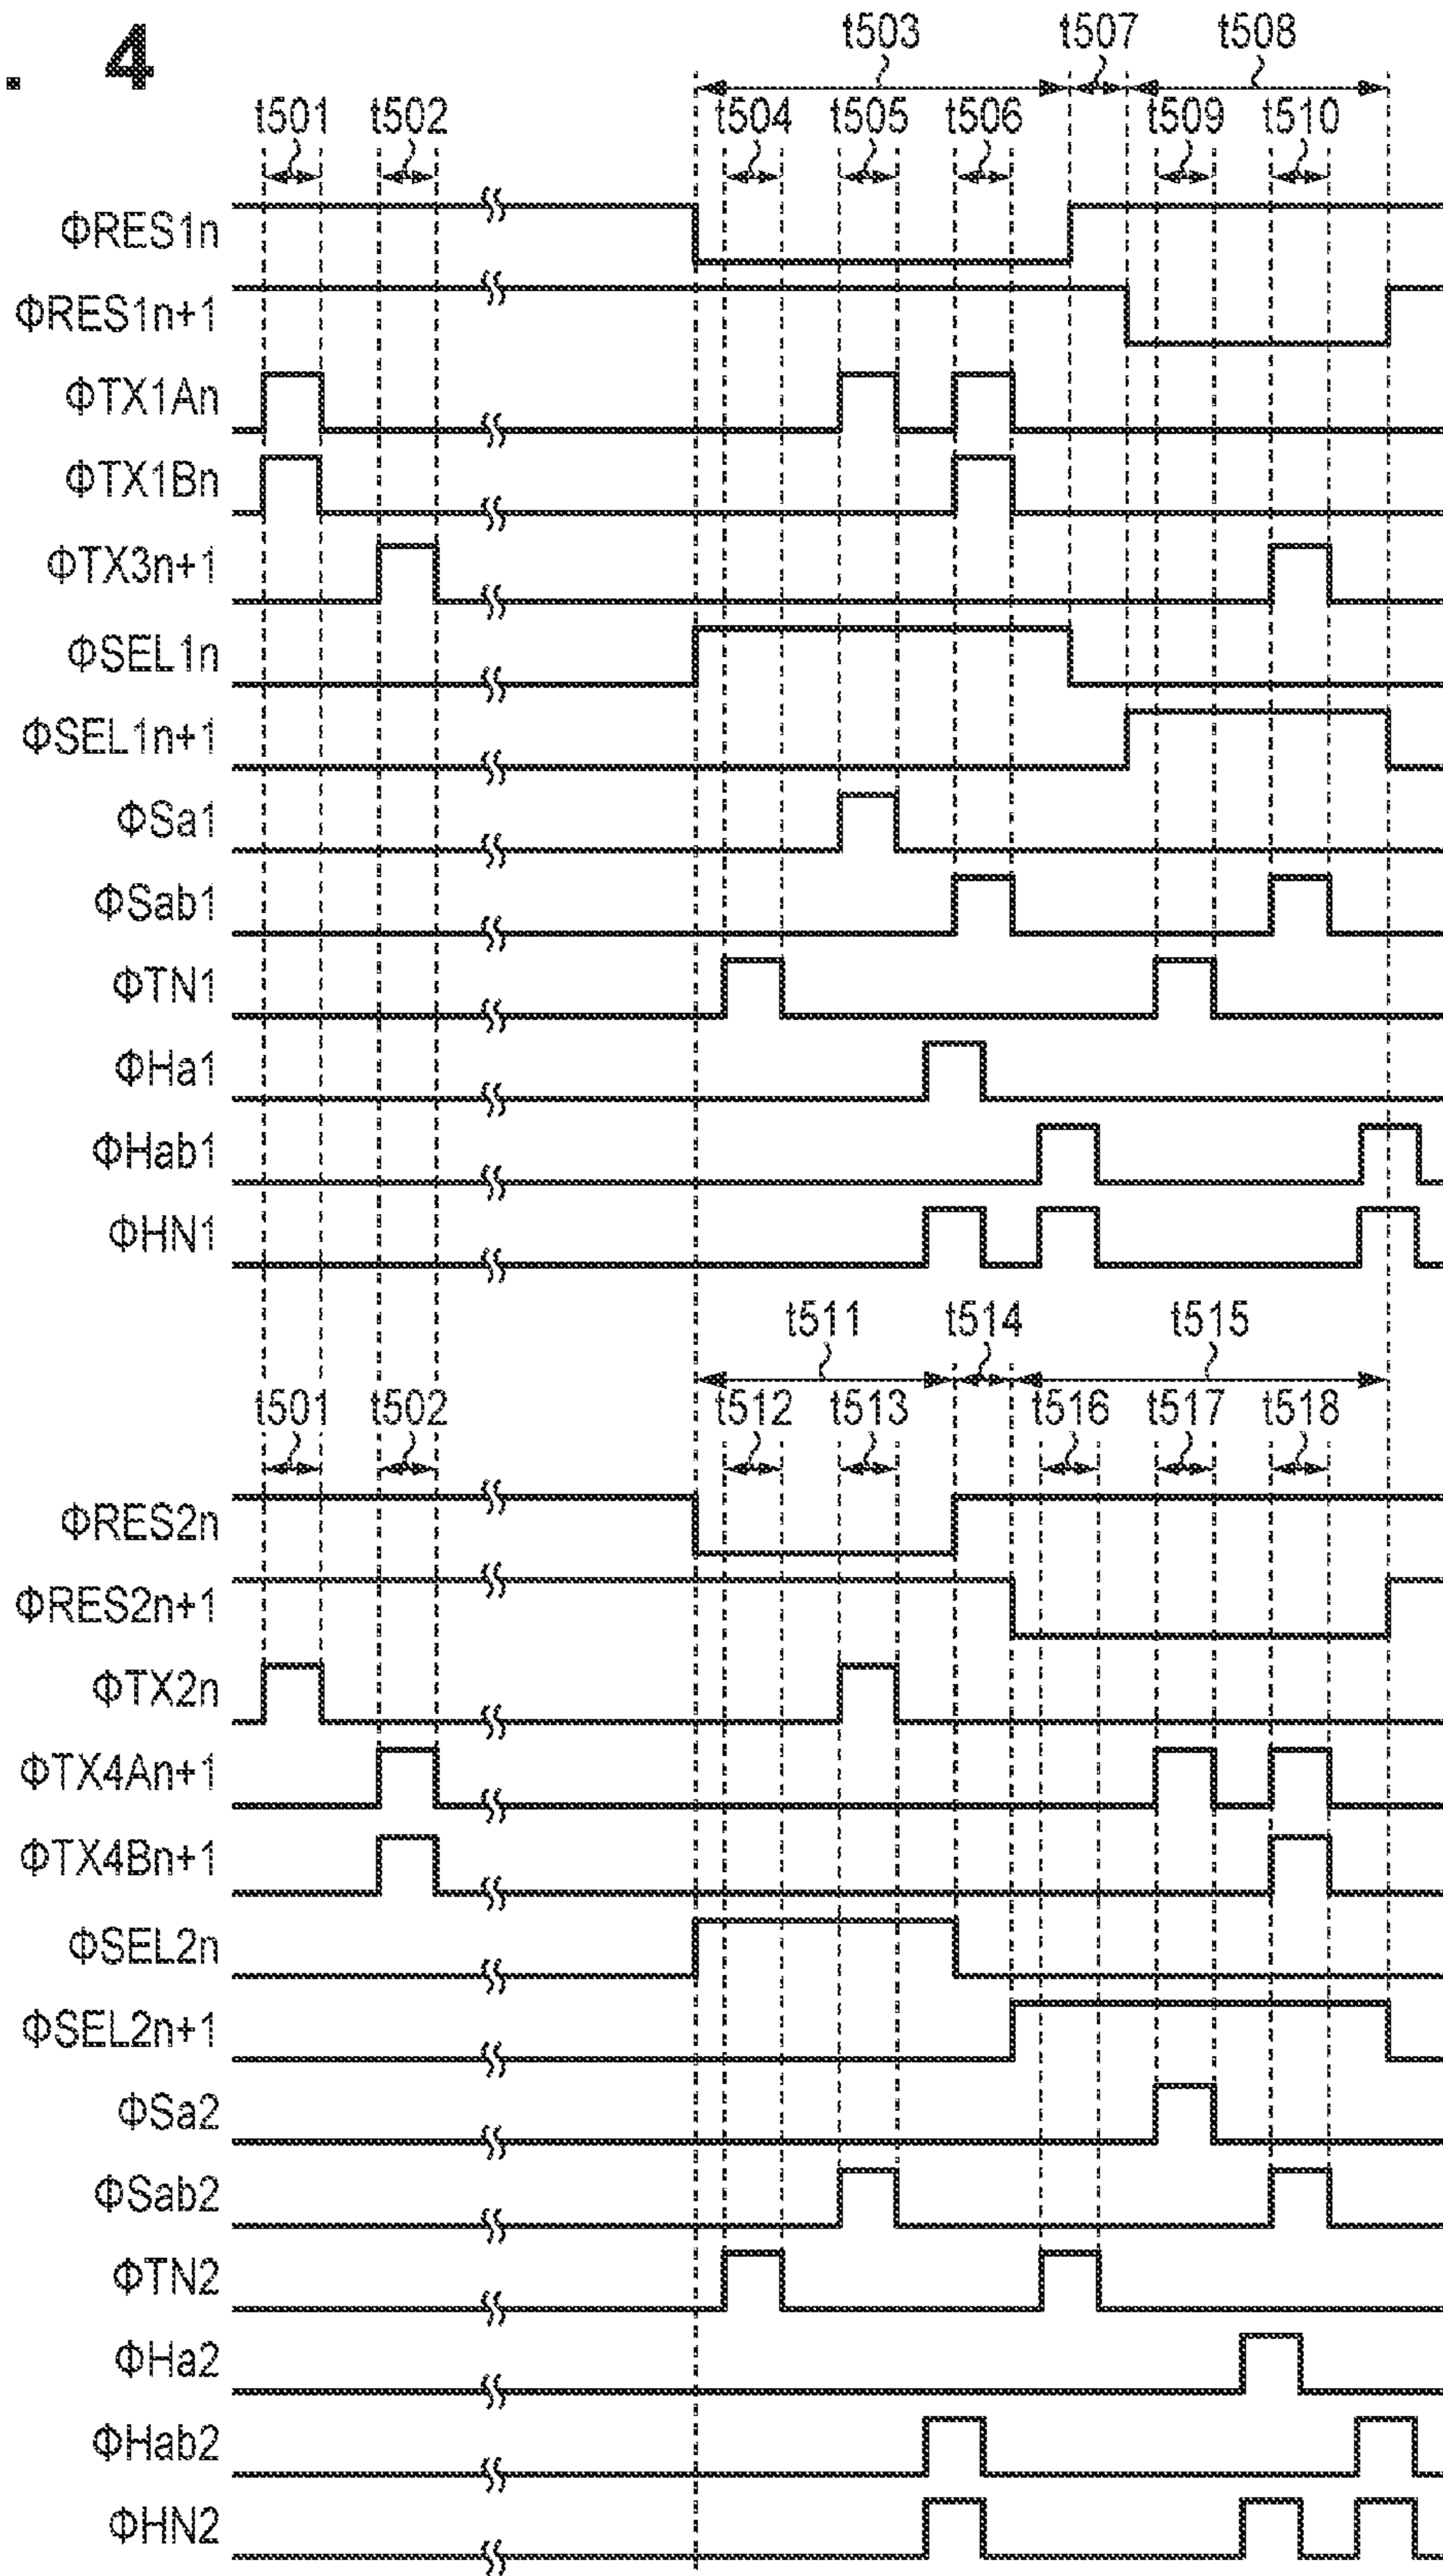 . 4
t503 t507 t508
t501 t502 t504 t505 t506 t509 t510
ΦRES1n
ΦRES1n+1
ΦTX1An
ΦTX1Bn
ΦTX3n+1
ΦSEL1n
ΦSEL1n+1
ΦSa1
ΦSab1
ΦTN1
ΦHa1
ΦHab1
ΦHN1
t511 t514 t515
t501 t502 t512 t513 t516 t517 t518
ΦRES2n
ΦRES2n+1
ΦTX2n
ΦTX4An+1
ΦTX4Bn+1
ΦSEL2n
ΦSEL2n+1
ΦSa2
ΦSab2
ΦTN2
ΦHa2
ΦHab2
ΦHN2